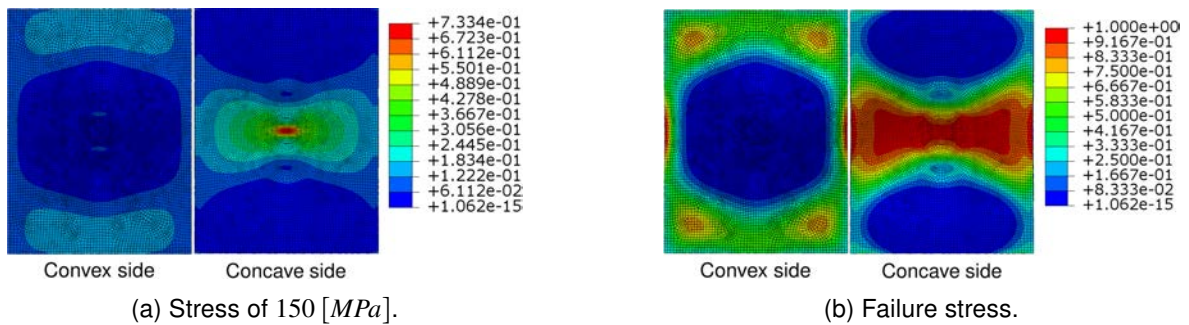 +7.334e-01
+6.723e-01
+6.112e-01
+5.501e-01
+4.889e-01
+4.278e-01
+3.667e-01
+3.056e-01
+2.445e-01
+1.834e-01
+1.222e-01
+6.112e-02
+1.062e-15
Convex side Concave side
(a) Stress of 150 [MPa].
+1.000e+00
+9.167e-01
+8.333e-01
+7.500e-01
+6.667e-01
+5.833e-01
+5.000e-01
+4.167e-01
+3.333e-01
+2.500e-01
+1.667e-01
+8.333e-02
+1.062e-15
Convex side Concave side
(b) Failure stress.